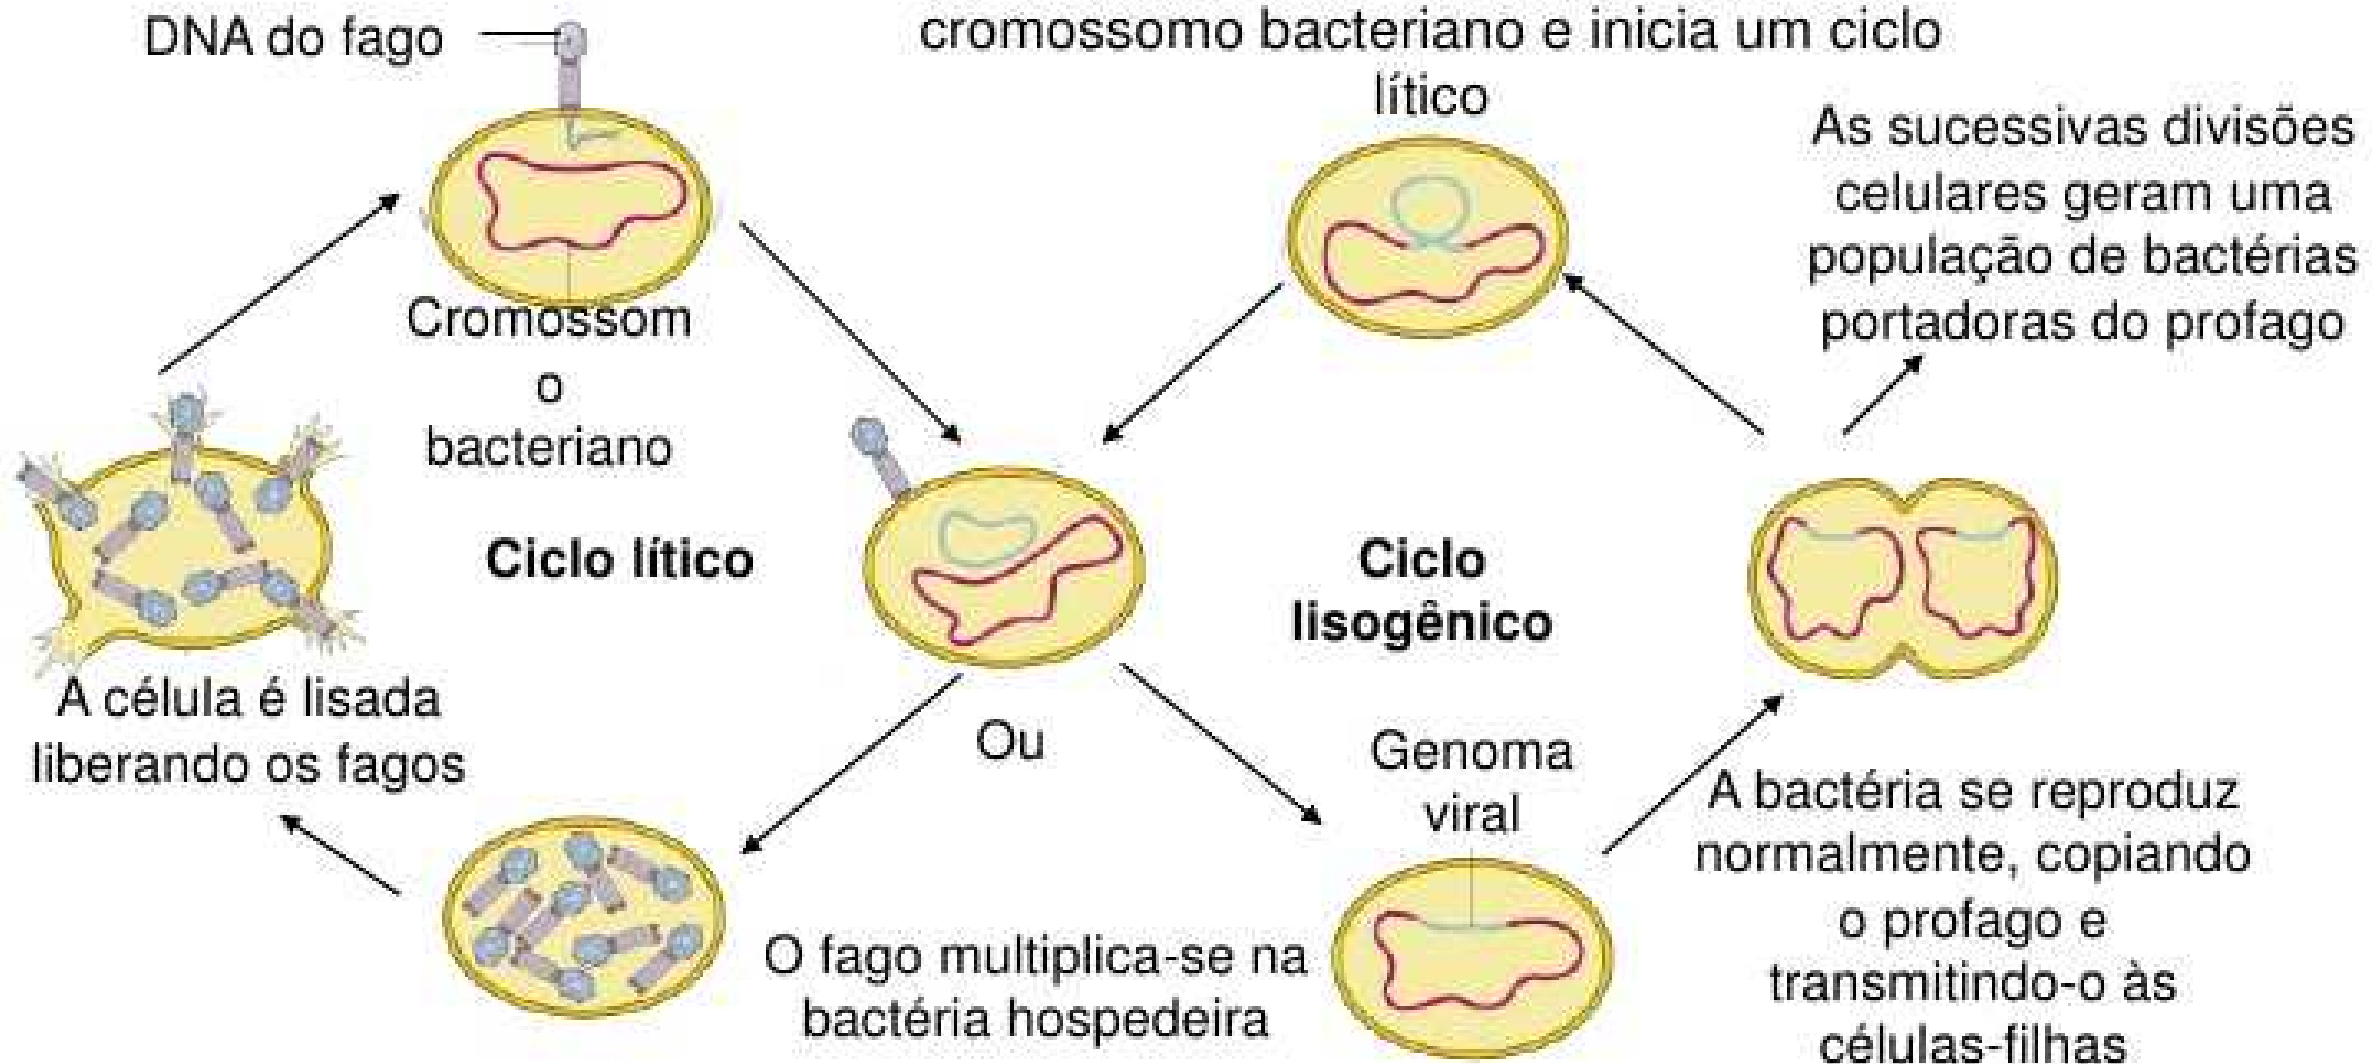 DNA do fago
cromossomo bacteriano e inicia um ciclo
lítico
As sucessivas divisões
celulares geram uma
população de bactérias
portadoras do profago
Cromossom
o
bacteriano
Ciclo lítico
Ciclo
lisogênico
A célula é lisada
liberando os fagos
Ou
Genoma
viral
A bactéria se reproduz
normalmente, copiando
o profago e
transmitindo-o às
células-filhas
O fago multiplica-se na
bactéria hospedeira